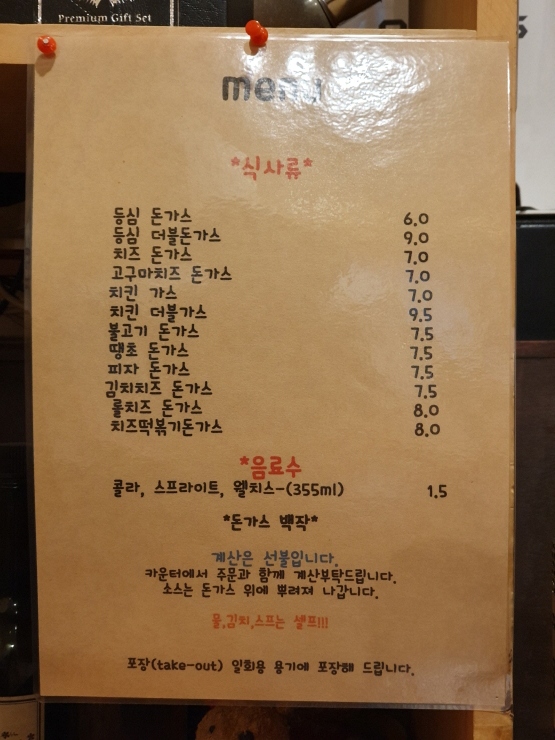 Premium Gift Set
menu
*식사류*
등심 돈가스 6.0
등심 더블돈가스 9.0
치즈 돈가스 7.0
고구마치즈 돈가스 7.0
치킨 가스 7.0
치킨 더블가스 9.5
불고기 돈가스 7.5
땡초 돈가스 7.5
피자 돈가스 7.5
김치치즈 돈가스 7.5
롤치즈 돈가스 8.0
치즈떡볶기돈가스 8.0
*음료수
콜라, 스프라이트, 웰치스-(355ml) 1.5
*돈가스 백작*
계산은 선불입니다.
카운터에서 주문과 함께 계산부탁드립니다.
소스는 돈가스 위에 뿌려져 나갑니다.
물,김치,스프는 셀프!!!
포장(take-out) 일회용 용기에 포장해 드립니다.